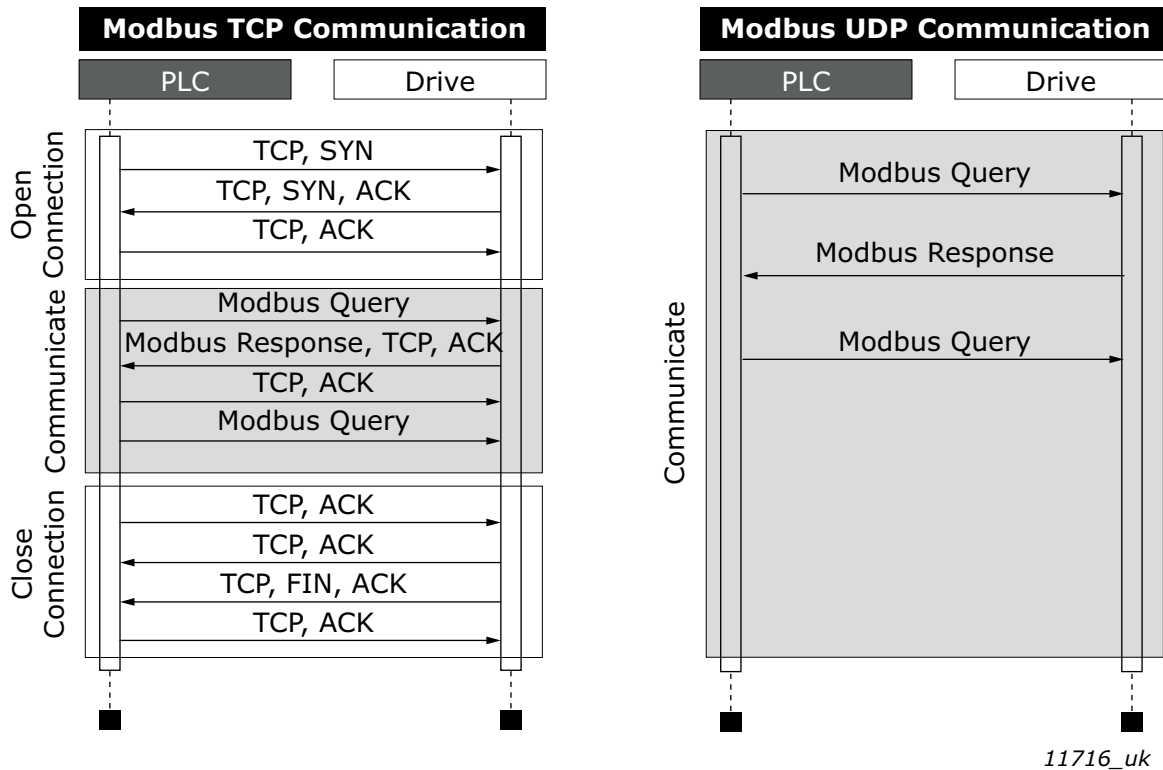 Modbus TCP Communication
PLC
Drive
Open
Connection
TCP, SYN
TCP, SYN, ACK
TCP, ACK
Communicate
Modbus Query
Modbus Response, TCP, ACK
TCP, ACK
Modbus Query
Close
Connection
TCP, ACK
TCP, ACK
TCP, FIN, ACK
TCP, ACK
Modbus UDP Communication
PLC
Drive
Communicate
Modbus Query
Modbus Response
Modbus Query
11716_uk